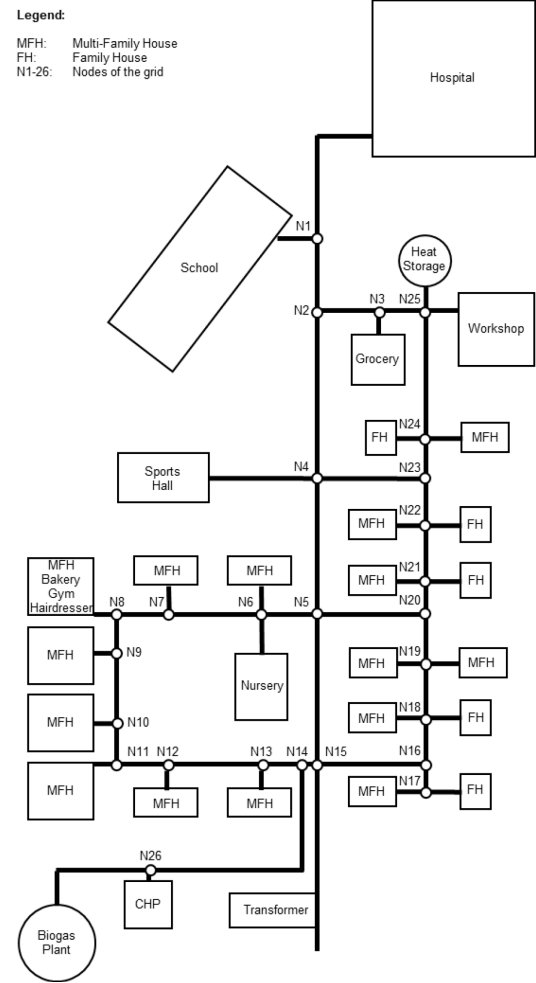 Legend:
MFH: Multi-Family House
FH: Family House
N1-26: Nodes of the grid
Hospital
N1
School
Heat
Storage
N2
N3
N25
Workshop
Grocery
FH
N24
MFH
Sports
Hall
N4
N23
MFH
N22
FH
MFH
Bakery
Gym
Hairdresser
MFH
MFH
MFH
N21
FH
N8
N7
N6
N5
N20
MFH
N9
Nursery
MFH
N19
MFH
MFH
N10
MFH
N18
FH
MFH
N11
N12
N13
N14
N15
N16
MFH
MFH
MFH
N17
FH
N26
CHP
Transformer
Biogas
Plant